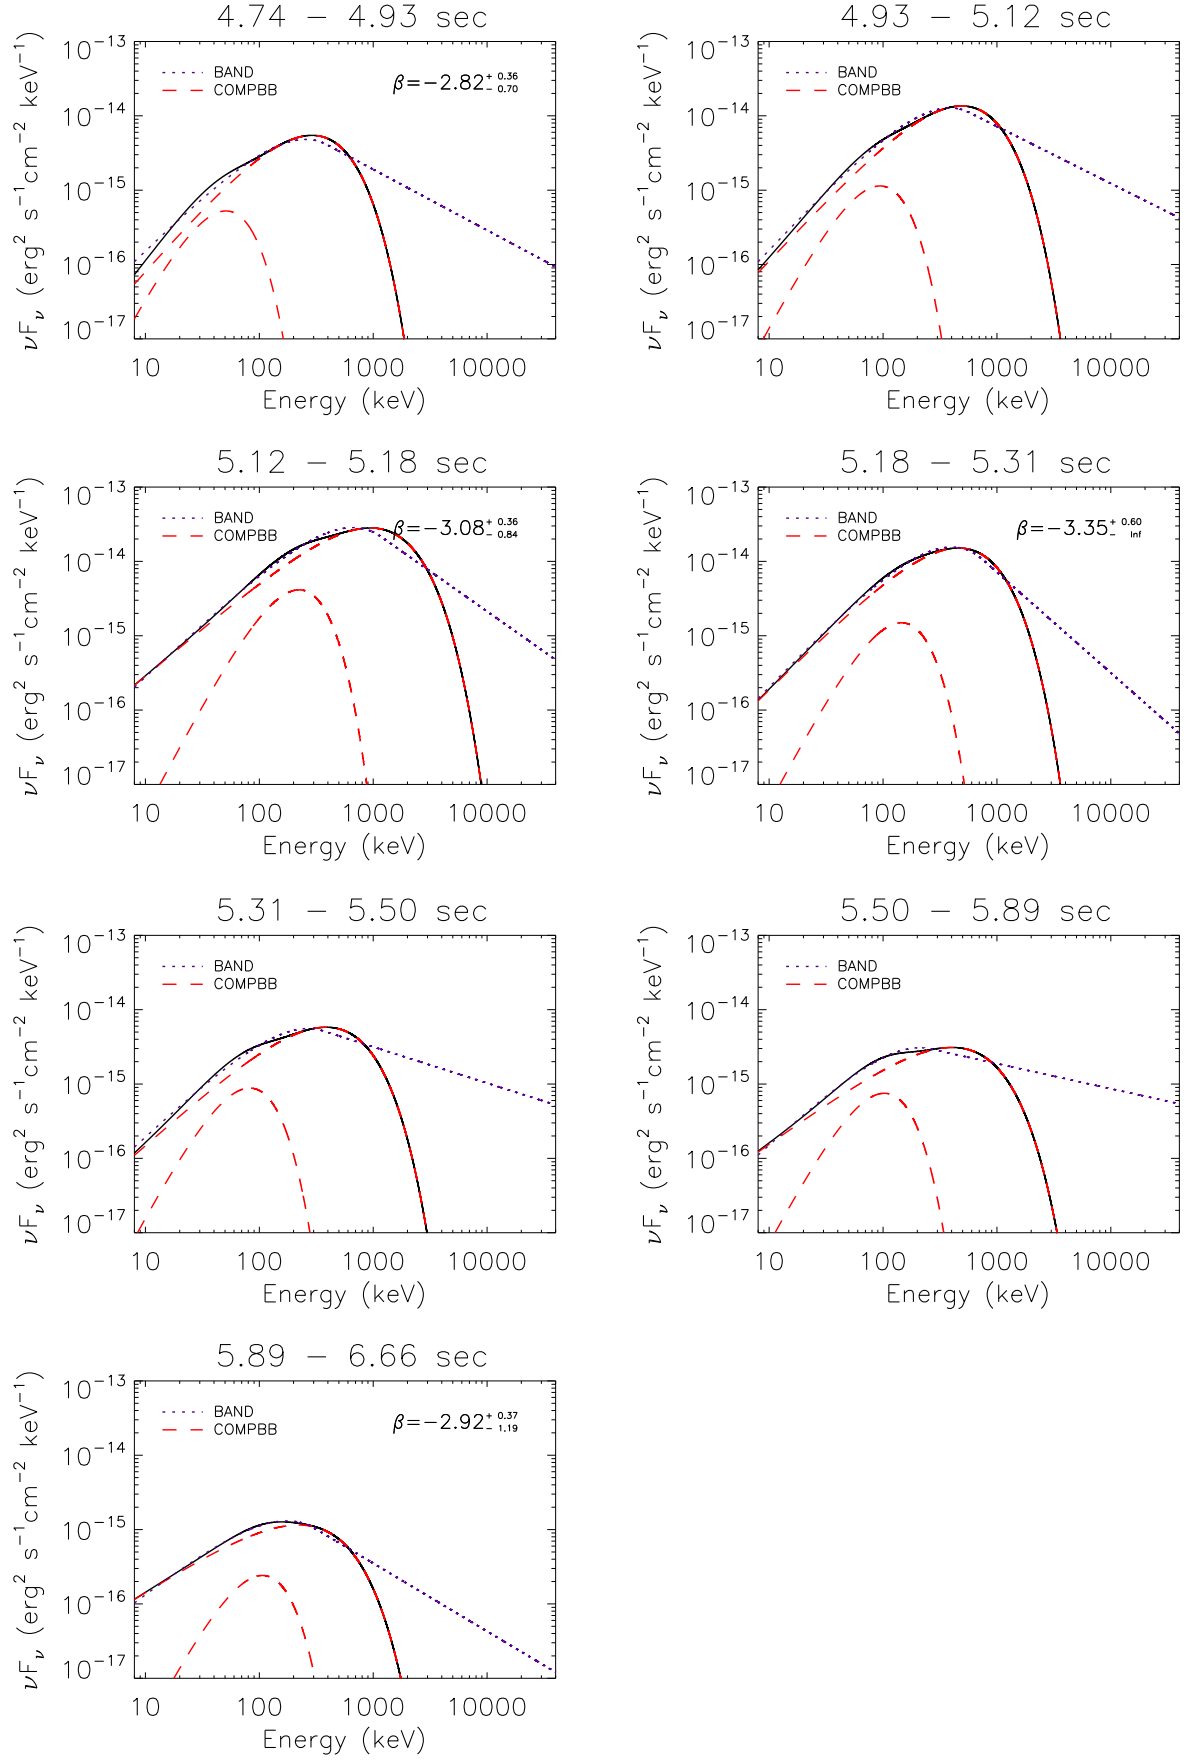 4.74 − 4.93 sec
νFν (erg² s⁻¹cm⁻² keV⁻¹)
10⁻¹³
10⁻¹⁴
10⁻¹⁵
10⁻¹⁶
10⁻¹⁷
BAND
COMPBB
β=−2.82 + 0.36 − 0.70
10 100 1000 10000
Energy (keV)
4.93 − 5.12 sec
νFν (erg² s⁻¹cm⁻² keV⁻¹)
10⁻¹³
10⁻¹⁴
10⁻¹⁵
10⁻¹⁶
10⁻¹⁷
BAND
COMPBB
10 100 1000 10000
Energy (keV)
5.12 − 5.18 sec
νFν (erg² s⁻¹cm⁻² keV⁻¹)
10⁻¹³
10⁻¹⁴
10⁻¹⁵
10⁻¹⁶
10⁻¹⁷
BAND
COMPBB
β=−3.08 + 0.36 − 0.84
10 100 1000 10000
Energy (keV)
5.18 − 5.31 sec
νFν (erg² s⁻¹cm⁻² keV⁻¹)
10⁻¹³
10⁻¹⁴
10⁻¹⁵
10⁻¹⁶
10⁻¹⁷
BAND
COMPBB
β=−3.35 + 0.60 − Inf
10 100 1000 10000
Energy (keV)
5.31 − 5.50 sec
νFν (erg² s⁻¹cm⁻² keV⁻¹)
10⁻¹³
10⁻¹⁴
10⁻¹⁵
10⁻¹⁶
10⁻¹⁷
BAND
COMPBB
10 100 1000 10000
Energy (keV)
5.50 − 5.89 sec
νFν (erg² s⁻¹cm⁻² keV⁻¹)
10⁻¹³
10⁻¹⁴
10⁻¹⁵
10⁻¹⁶
10⁻¹⁷
BAND
COMPBB
10 100 1000 10000
Energy (keV)
5.89 − 6.66 sec
νFν (erg² s⁻¹cm⁻² keV⁻¹)
10⁻¹³
10⁻¹⁴
10⁻¹⁵
10⁻¹⁶
10⁻¹⁷
BAND
COMPBB
β=−2.92 + 0.37 − 1.19
10 100 1000 10000
Energy (keV)